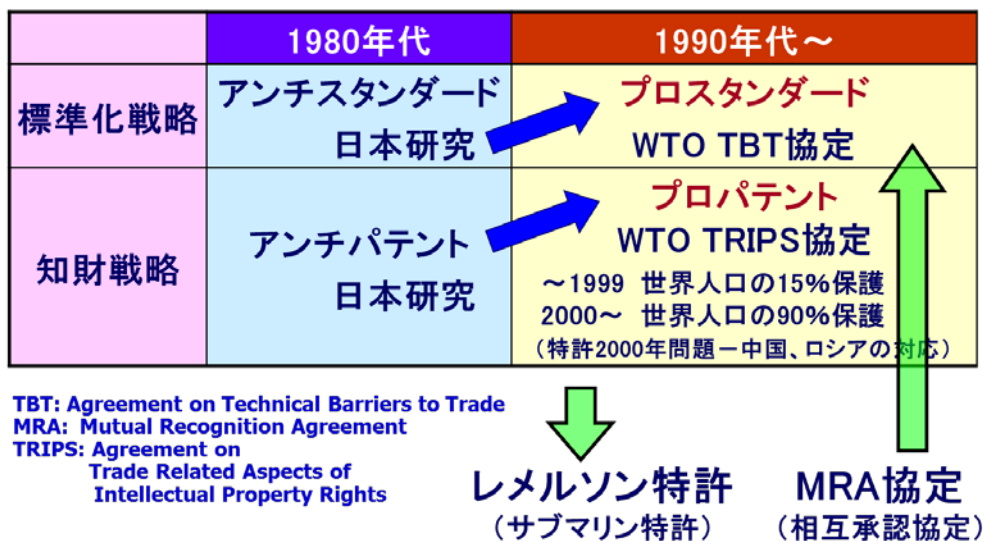 1980年代
1990年代～
標準化戦略
アンチスタンダード
日本研究
プロスタンダード
WTO TBT協定
知財戦略
アンチパテント
日本研究
プロパテント
WTO TRIPS協定
～1999 世界人口の15%保護
2000～ 世界人口の90%保護
（特許2000年問題－中国、ロシアの対応）
TBT: Agreement on Technical Barriers to Trade
MRA: Mutual Recognition Agreement
TRIPS: Agreement on
Trade Related Aspects of
Intellectual Property Rights
レメルソン特許
（サブマリン特許）
MRA協定
（相互承認協定）